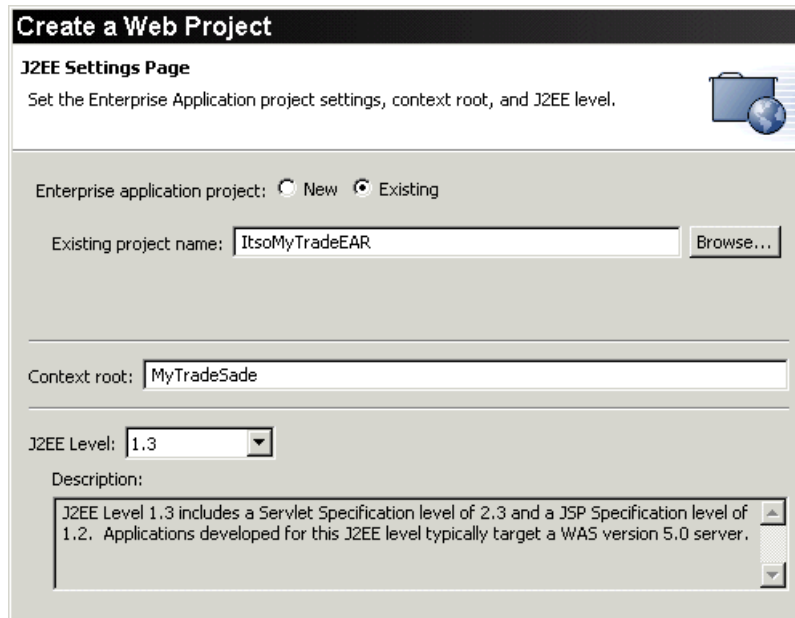 Create a Web Project
J2EE Settings Page
Set the Enterprise Application project settings, context root, and J2EE level.
Enterprise application project: New Existing
Existing project name: ItsoMyTradeEAR Browse...
Context root: MyTradeSade
J2EE Level: 1.3
Description:
J2EE Level 1.3 includes a Servlet Specification level of 2.3 and a JSP Specification level of
1.2. Applications developed for this J2EE level typically target a WAS version 5.0 server.